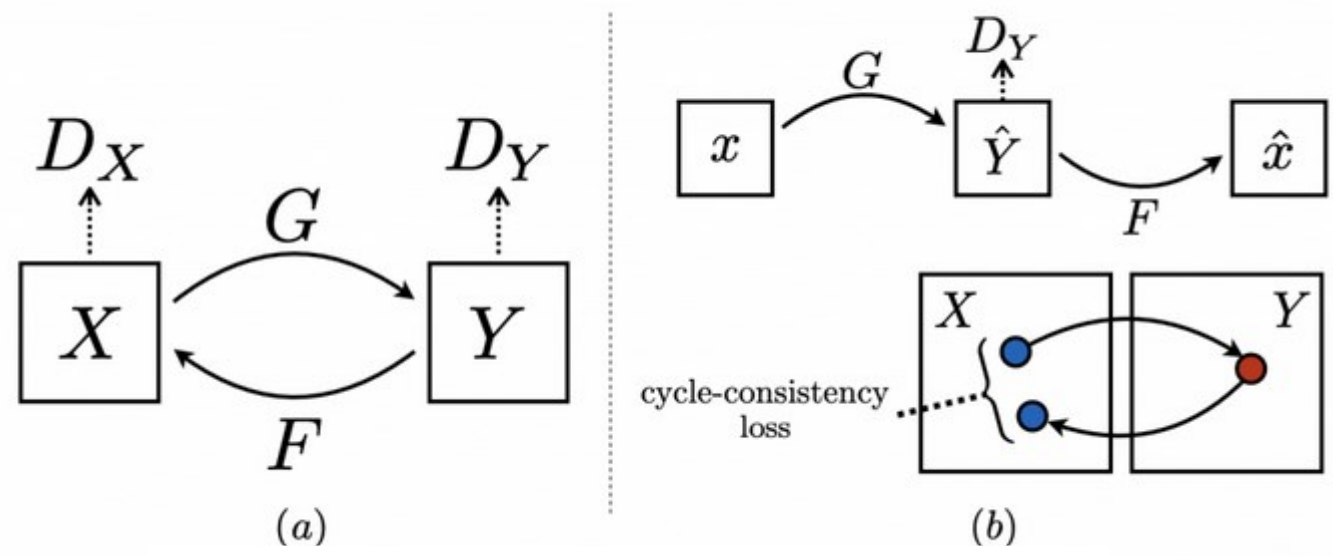 D_X
D_Y
G
X
Y
F
(a)
D_Y
G
x
Ŷ
x̂
F
X
Y
cycle-consistency
loss
(b)